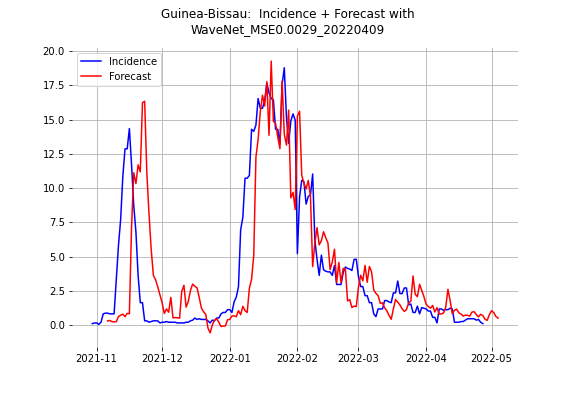 Guinea-Bissau:  Incidence + Forecast with
WaveNet_MSE0.0029_20220409
Incidence
Forecast
20.0
17.5
15.0
12.5
10.0
7.5
5.0
2.5
0.0
2021-11 2021-12 2022-01 2022-02 2022-03 2022-04 2022-05